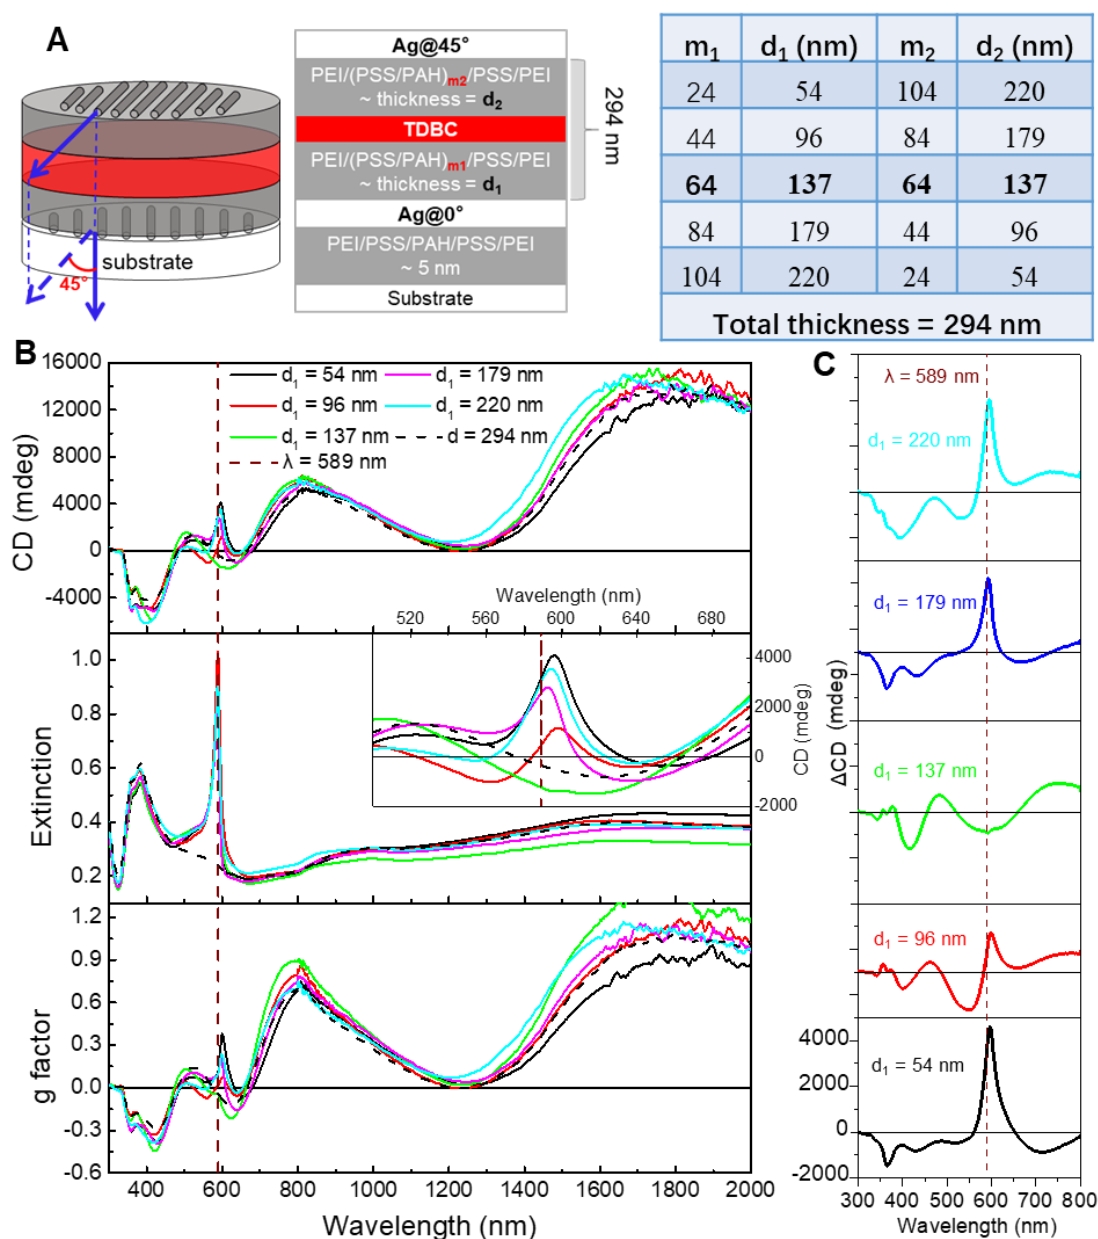 A
substrate
45°
Ag@45°
PEI/(PSS/PAH)m2/PSS/PEI
~ thickness = d2
TDBC
PEI/(PSS/PAH)m1/PSS/PEI
~ thickness = d1
Ag@0°
PEI/PSS/PAH/PSS/PEI
~ 5 nm
Substrate
294 nm
m1 d1 (nm) m2 d2 (nm)
24 54 104 220
44 96 84 179
64 137 64 137
84 179 44 96
104 220 24 54
Total thickness = 294 nm
B
CD (mdeg)
16000
12000
8000
4000
0
-4000
d1 = 54 nm d1 = 179 nm
d1 = 96 nm d1 = 220 nm
d1 = 137 nm d = 294nm
λ = 589 nm
Extinction
1.0
0.8
0.6
0.4
0.2
Wavelength (nm)
520 560 600 640 680
4000
2000
0
-2000
CD (mdeg)
g factor
1.2
0.9
0.6
0.3
0.0
-0.3
-0.6
400 600 800 1000 1200 1400 1600 1800 2000
Wavelength (nm)
C
λ = 589 nm
d1 = 220 nm
d1 = 179 nm
d1 = 137 nm
d1 = 96 nm
d1 = 54 nm
ΔCD (mdeg)
4000
2000
0
-2000
300 400 500 600 700 800
Wavelength (nm)